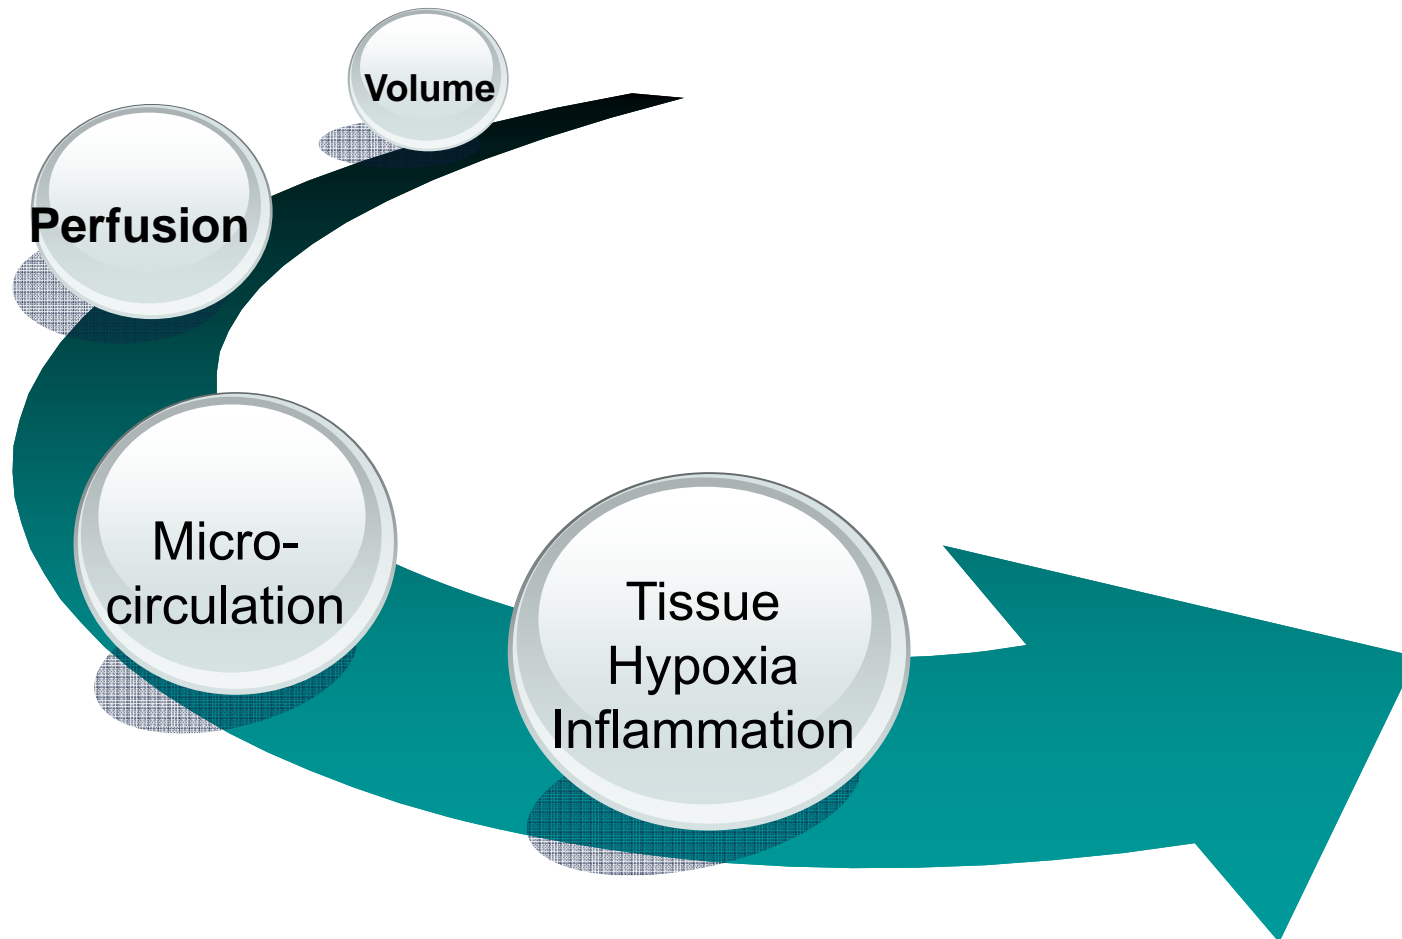 Volume
Perfusion
Micro-
circulation
Tissue
Hypoxia
Inflammation